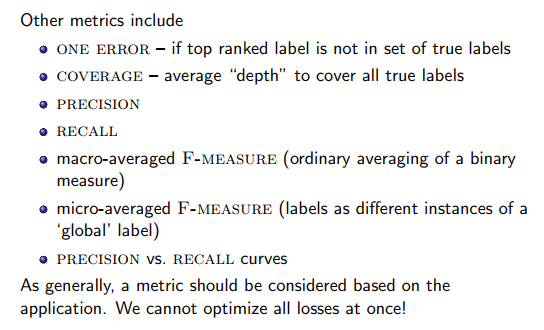 Other metrics include
• ONE ERROR – if top ranked label is not in set of true labels
• COVERAGE – average “depth” to cover all true labels
• PRECISION
• RECALL
• macro-averaged F-MEASURE (ordinary averaging of a binary
measure)
• micro-averaged F-MEASURE (labels as different instances of a
‘global’ label)
• PRECISION vs. RECALL curves
As generally, a metric should be considered based on the
application. We cannot optimize all losses at once!